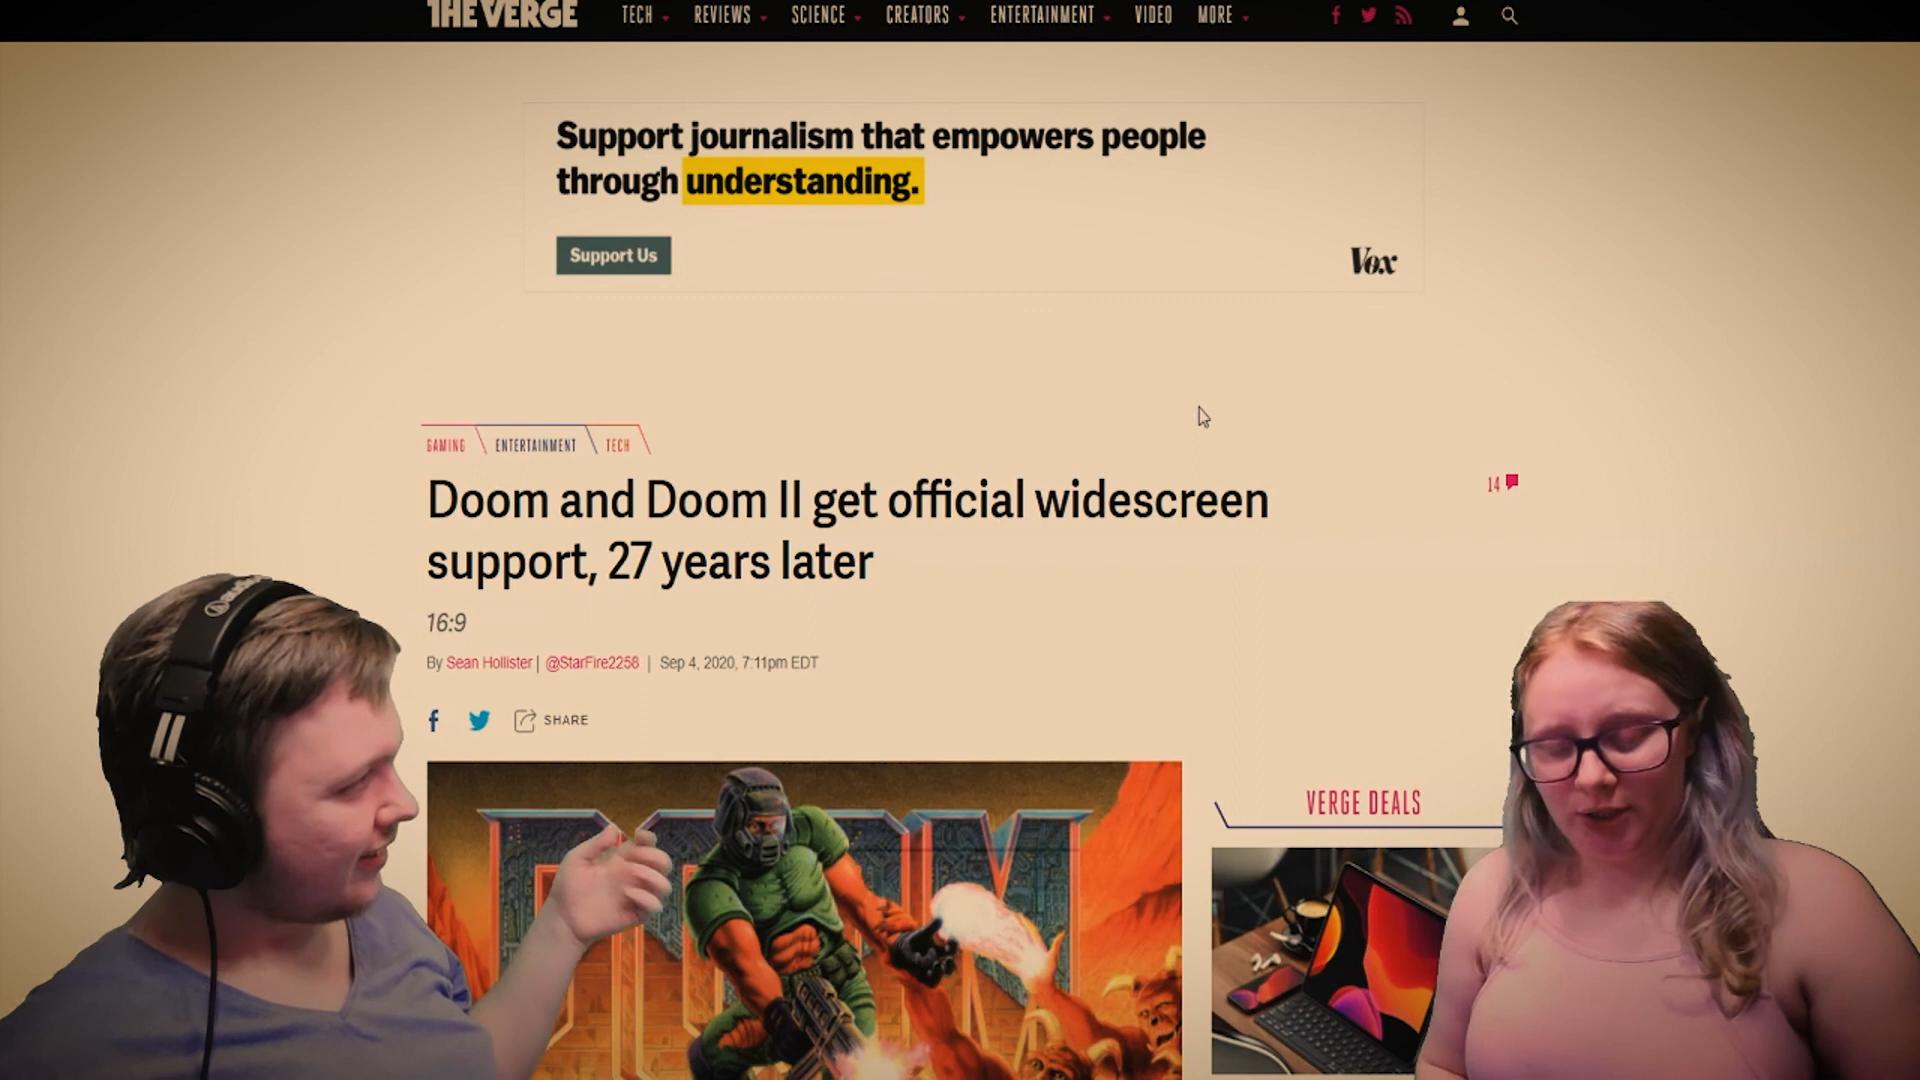 THE VERGE TECH REVIEWS SCIENCE CREATORS ENTERTAINMENT VIDEO MORE
Support journalism that empowers people
through understanding.
Support Us
Vox
GAMING ENTERTAINMENT TECH
Doom and Doom II get official widescreen
support, 27 years later
14
16:9
By Sean Hollister | @StarFire2258 | Sep 4, 2020, 7:11pm EDT
SHARE
VERGE DEALS
DOOM